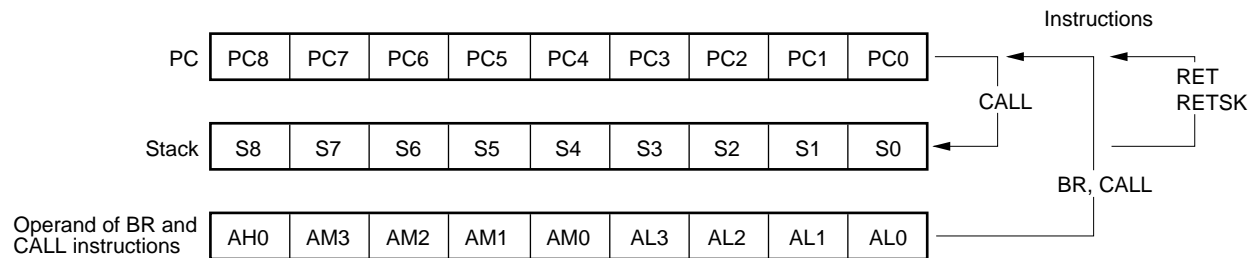 Instructions
PC PC8 PC7 PC6 PC5 PC4 PC3 PC2 PC1 PC0
RET
RETSK
CALL
Stack S8 S7 S6 S5 S4 S3 S2 S1 S0
BR, CALL
Operand of BR and
CALL instructions
AH0 AM3 AM2 AM1 AM0 AL3 AL2 AL1 AL0